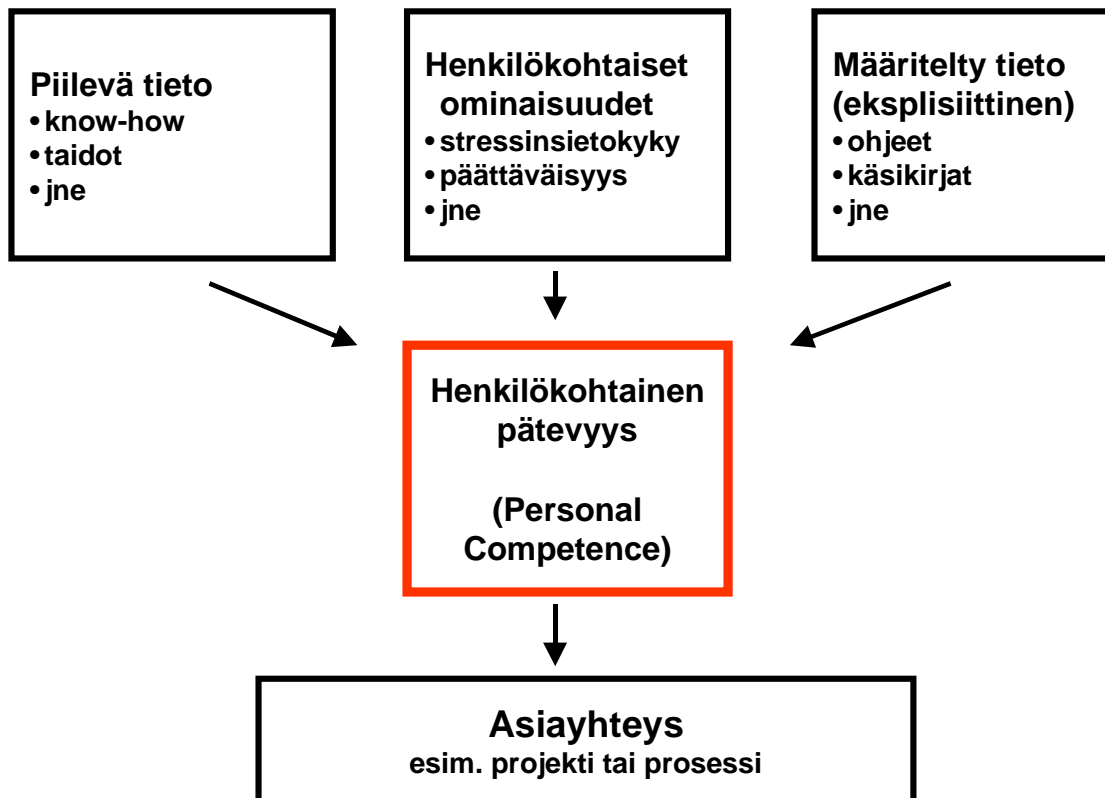 Piilevä tieto
• know-how
• taidot
• jne
Henkilökohtaiset
ominaisuudet
• stressinsietokyky
• päättäväisyys
• jne
Määritelty tieto
(eksplisiittinen)
• ohjeet
• käsikirjat
• jne
Henkilökohtainen
pätevyys
(Personal
Competence)
Asiayhteys
esim. projekti tai prosessi